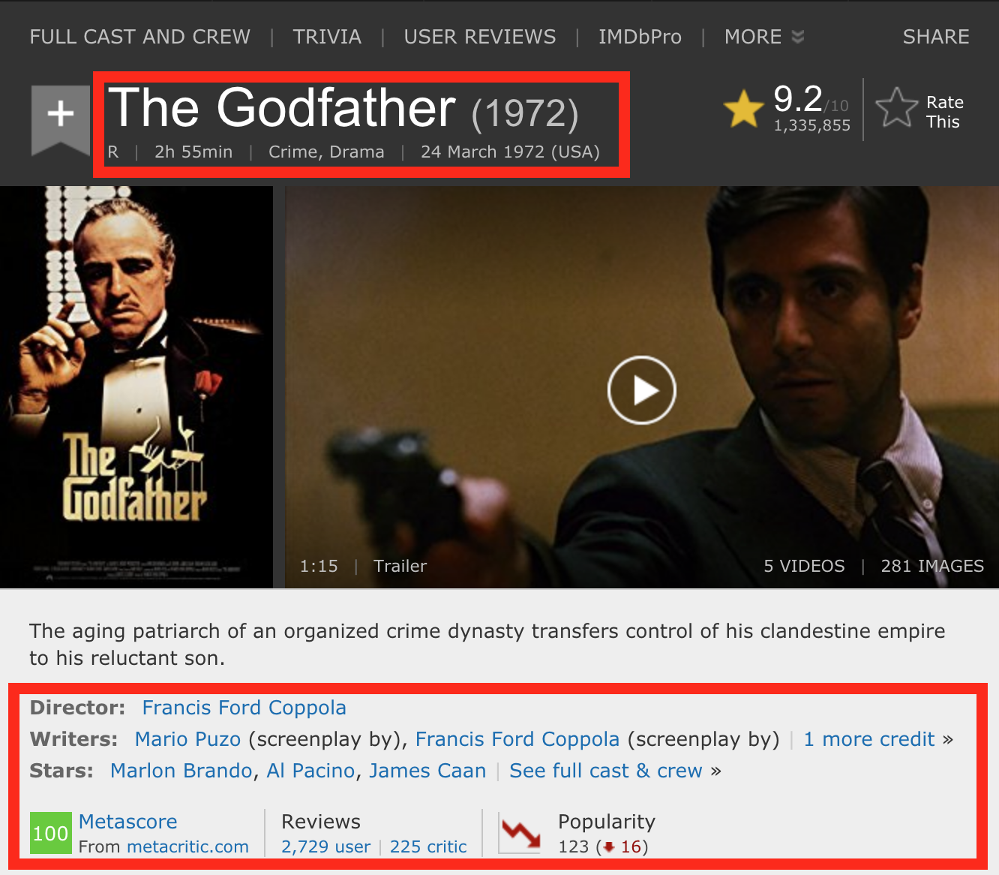 FULL CAST AND CREW | TRIVIA | USER REVIEWS | IMDbPro | MORE SHARE
+ The Godfather (1972)
R | 2h 55min | Crime, Drama | 24 March 1972 (USA)
9.2/10
1,335,855
Rate
This
The
Godfather
1:15 | Trailer 5 VIDEOS | 281 IMAGES
The aging patriarch of an organized crime dynasty transfers control of his clandestine empire
to his reluctant son.
Director: Francis Ford Coppola
Writers: Mario Puzo (screenplay by), Francis Ford Coppola (screenplay by) | 1 more credit »
Stars: Marlon Brando, Al Pacino, James Caan | See full cast & crew »
100 Metascore
From metacritic.com
Reviews
2,729 user | 225 critic
Popularity
123 (16)